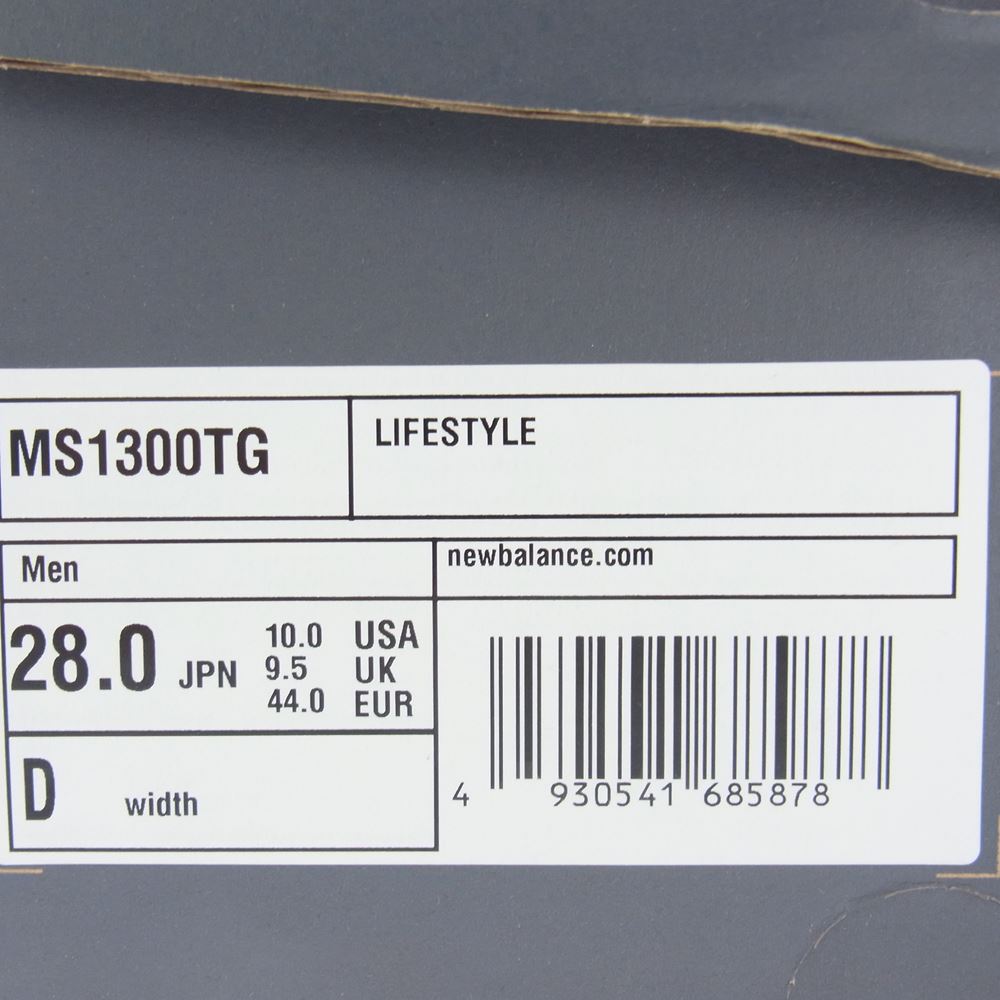 MS1300TG
LIFESTYLE
Men
newbalance.com
28.0 JPN
10.0 USA
9.5 UK
44.0 EUR
D width
4 930541 685878